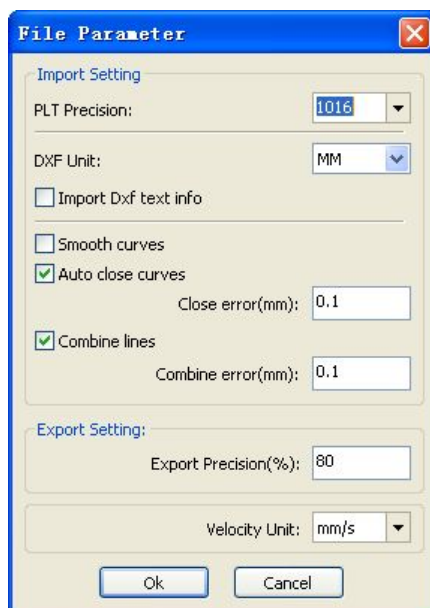 File Parameter
Import Setting
PLT Precision: 1016
DXF Unit: MM
Import Dxf text info
Smooth curves
Auto close curves
Close error(mm): 0.1
Combine lines
Combine error(mm): 0.1
Export Setting:
Export Precision(%): 80
Velocity Unit: mm/s
Ok Cancel